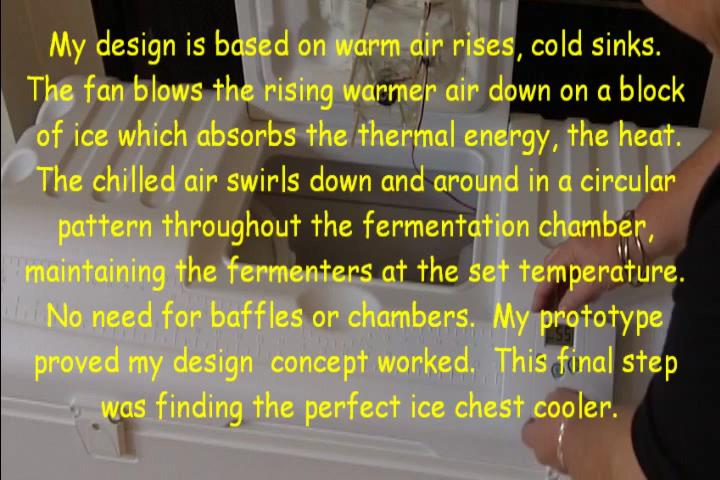 My design is based on warm air rises, cold sinks.
The fan blows the rising warmer air down on a block
of ice which absorbs the thermal energy, the heat.
The chilled air swirls down and around in a circular
pattern throughout the fermentation chamber,
maintaining the fermenters at the set temperature.
No need for baffles or chambers.  My prototype
proved my design  concept worked.  This final step
was finding the perfect ice chest cooler.